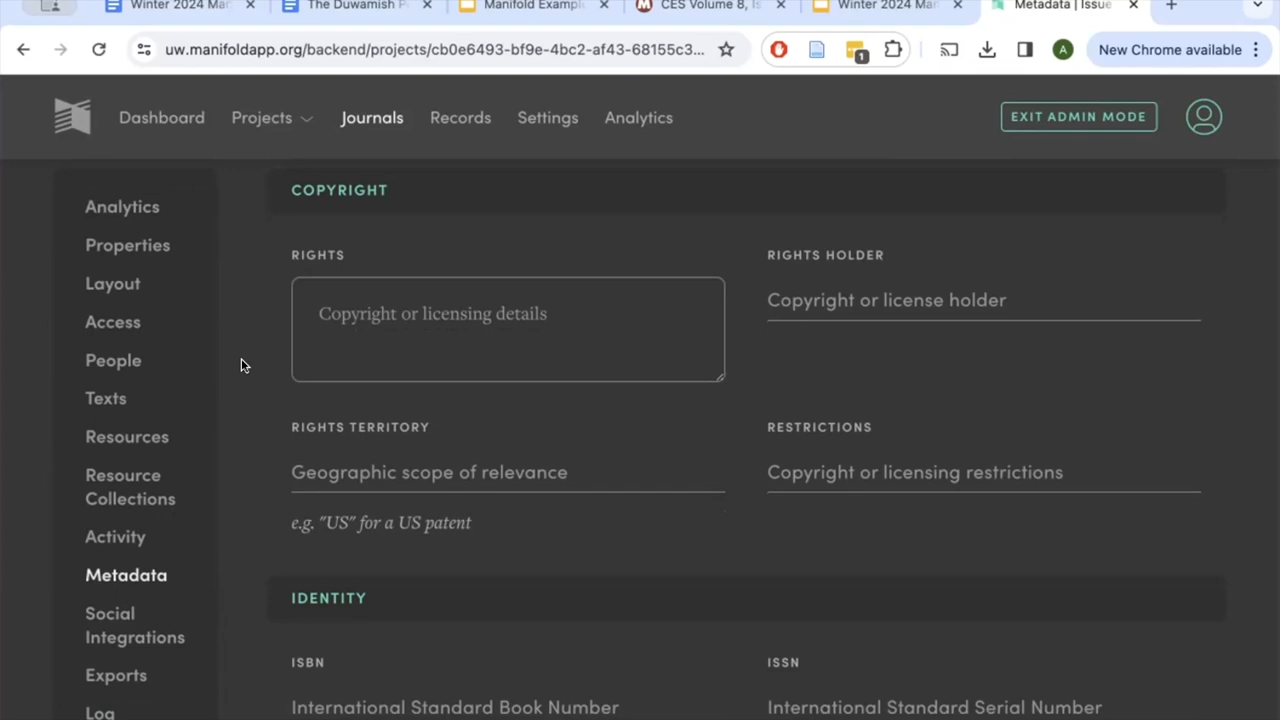 Winter 2024 Mar
The Duwamish P
Manifold Exampl
CES Volume 8, Is
Winter 2024 Mar
Metadata | Issue
uw.manifoldapp.org/backend/projects/cb0e6493-bf9e-4bc2-af43-68155c3...
1
A
New Chrome available
Dashboard
Projects
Journals
Records
Settings
Analytics
EXIT ADMIN MODE
Analytics
Properties
Layout
Access
People
Texts
Resources
Resource
Collections
Activity
Metadata
Social
Integrations
Exports
Log
COPYRIGHT
RIGHTS
Copyright or licensing details
RIGHTS HOLDER
Copyright or license holder
RIGHTS TERRITORY
Geographic scope of relevance
e.g. "US" for a US patent
RESTRICTIONS
Copyright or licensing restrictions
IDENTITY
ISBN
International Standard Book Number
ISSN
International Standard Serial Number